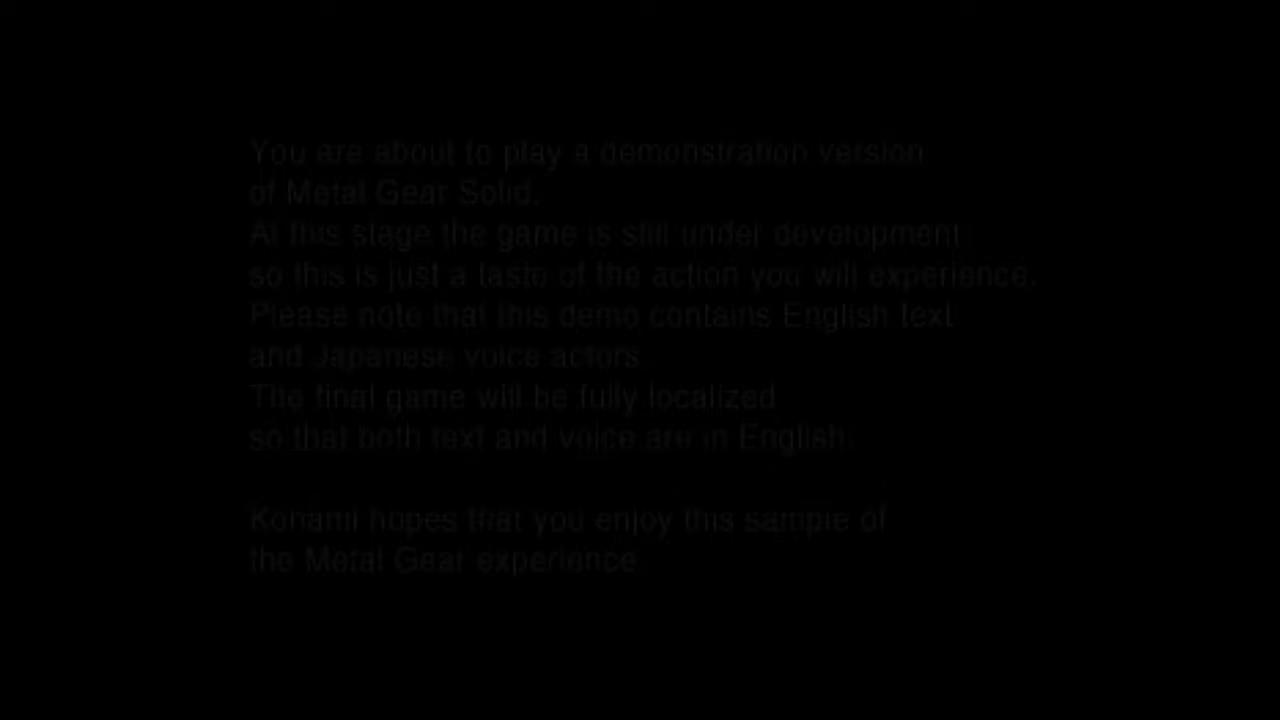 You are about to play a demonstration version
of Metal Gear Solid.
At this stage the game is still under development
so this is just a taste of the action you will experience.
Please note that this demo contains English text
and Japanese voice actors.
The final game will be fully localized
so that both text and voice are in English.
Konami hopes that you enjoy this sample of
the Metal Gear experience.